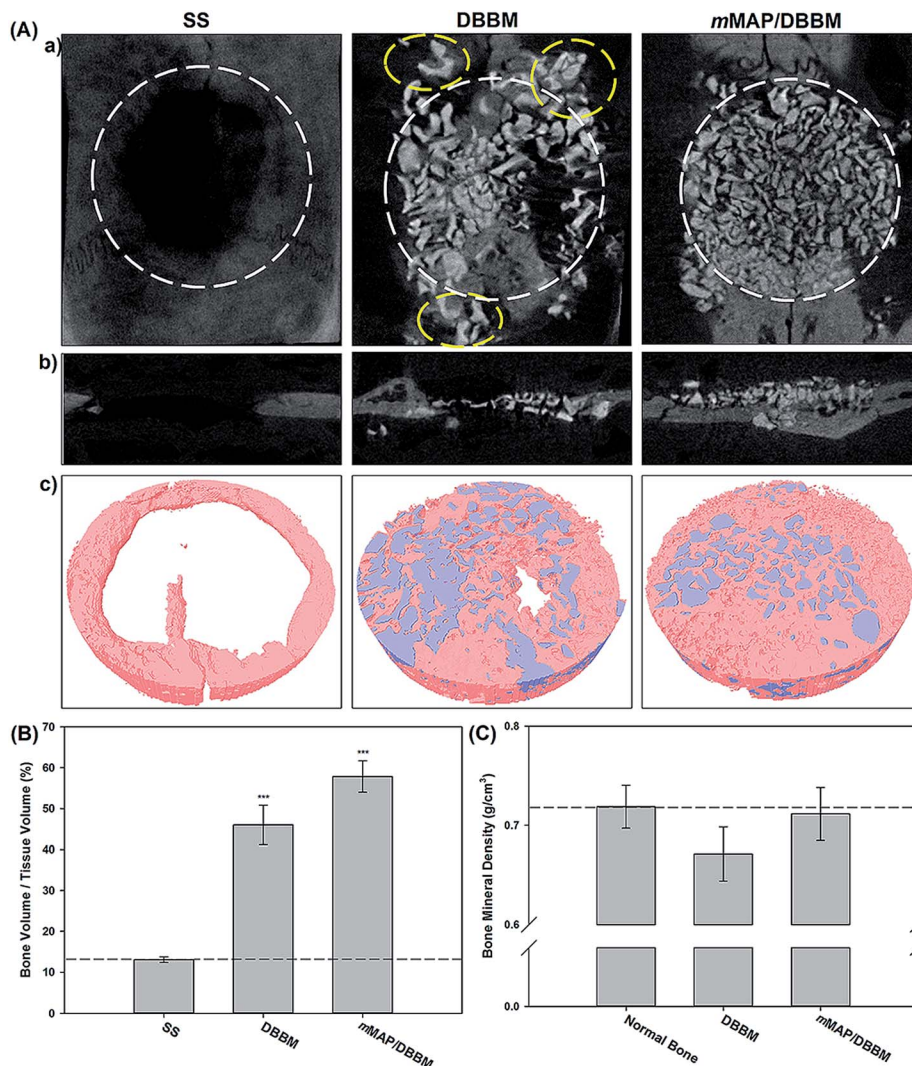 (A)
SS
DBBM
mMAP/DBBM
a)
b)
c)
(B)
Bone Volume / Tissue Volume (%)
70
60
50
40
30
20
10
0
***
***
SS
DBBM
mMAP/DBBM
(C)
Bone Mineral Density (g/cm³)
0.8
0.7
0.6
0.0
Normal Bone
DBBM
mMAP/DBBM